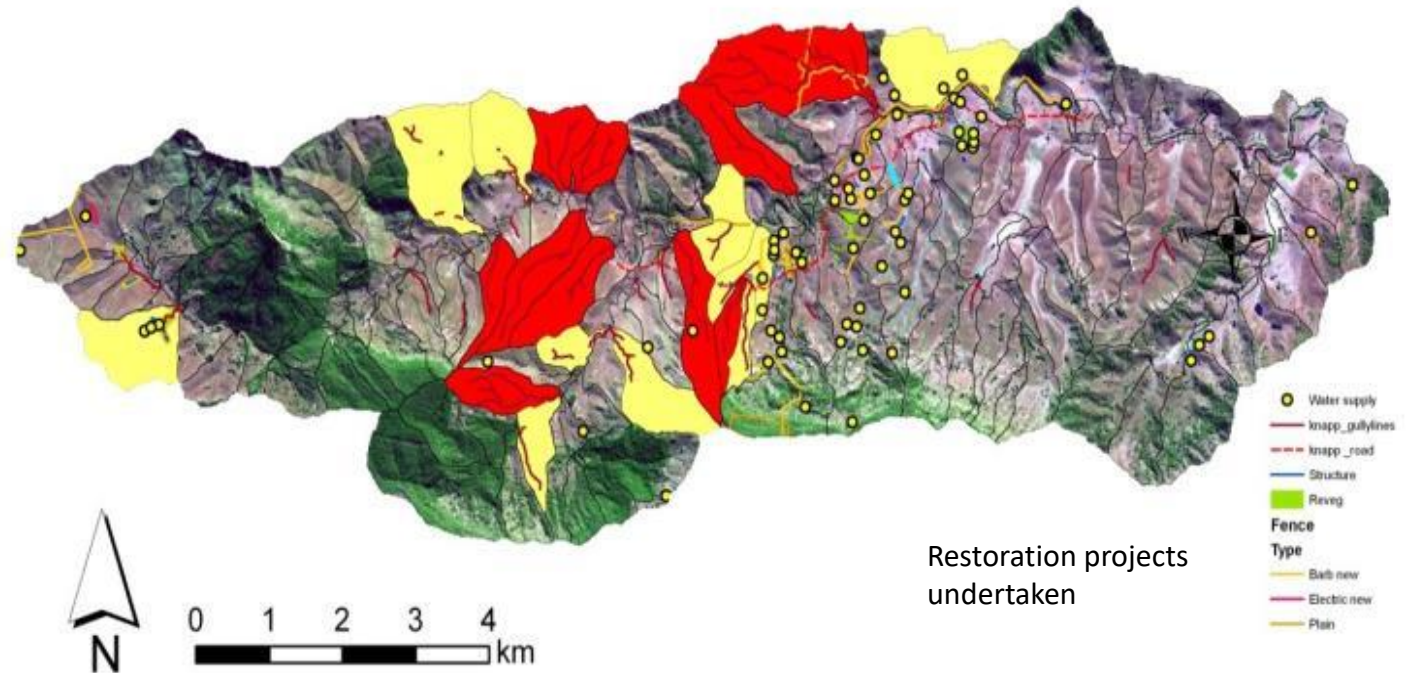 Water supply
knapp_gullylines
knapp _road
Structure
Reveg
Fence
Type
Barb new
Electric new
Plain
Restoration projects
undertaken
N
0 1 2 3 4
km